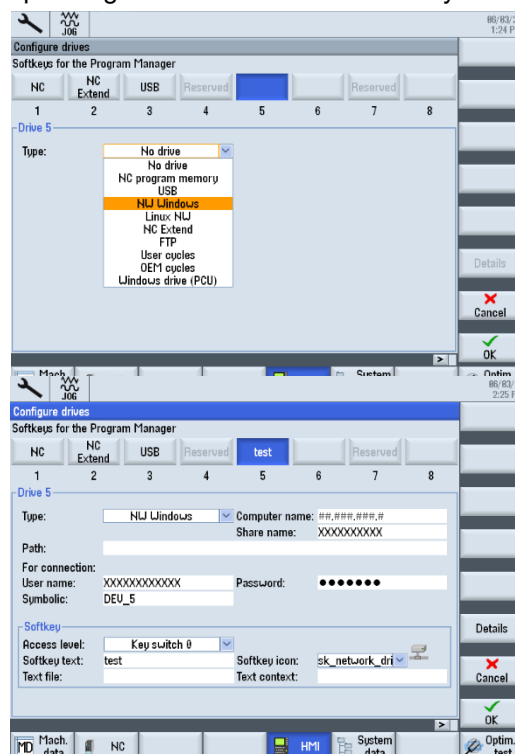 JOG
06/03/
1:24 P
Configure drives
Softkeys for the Program Manager
NC NC Extend USB Reserved Reserved
1 2 3 4 5 6 7 8
Drive 5
Type: No drive
No drive
NC program memory
USB
NW Windows
Linux NW
NC Extend
FTP
User cycles
OEM cycles
Windows drive (PCU)
Details
Cancel
OK
>
Mach. System Optim.
JOG
06/03/
2:25 P
Configure drives
Softkeys for the Program Manager
NC NC Extend USB Reserved test Reserved
1 2 3 4 5 6 7 8
Drive 5
Type: NW Windows Computer name: ##.###.###.#
Share name: XXXXXXXXXX
Path:
For connection:
User name: XXXXXXXXXXXX Password: ●●●●●●●
Symbolic: DEV_5
Softkey
Access level: Key switch 0
Softkey text: test Softkey icon: sk_network_dri
Text file: Text context:
Details
Cancel
OK
>
MD Mach. data NC HMI System data Optim. test